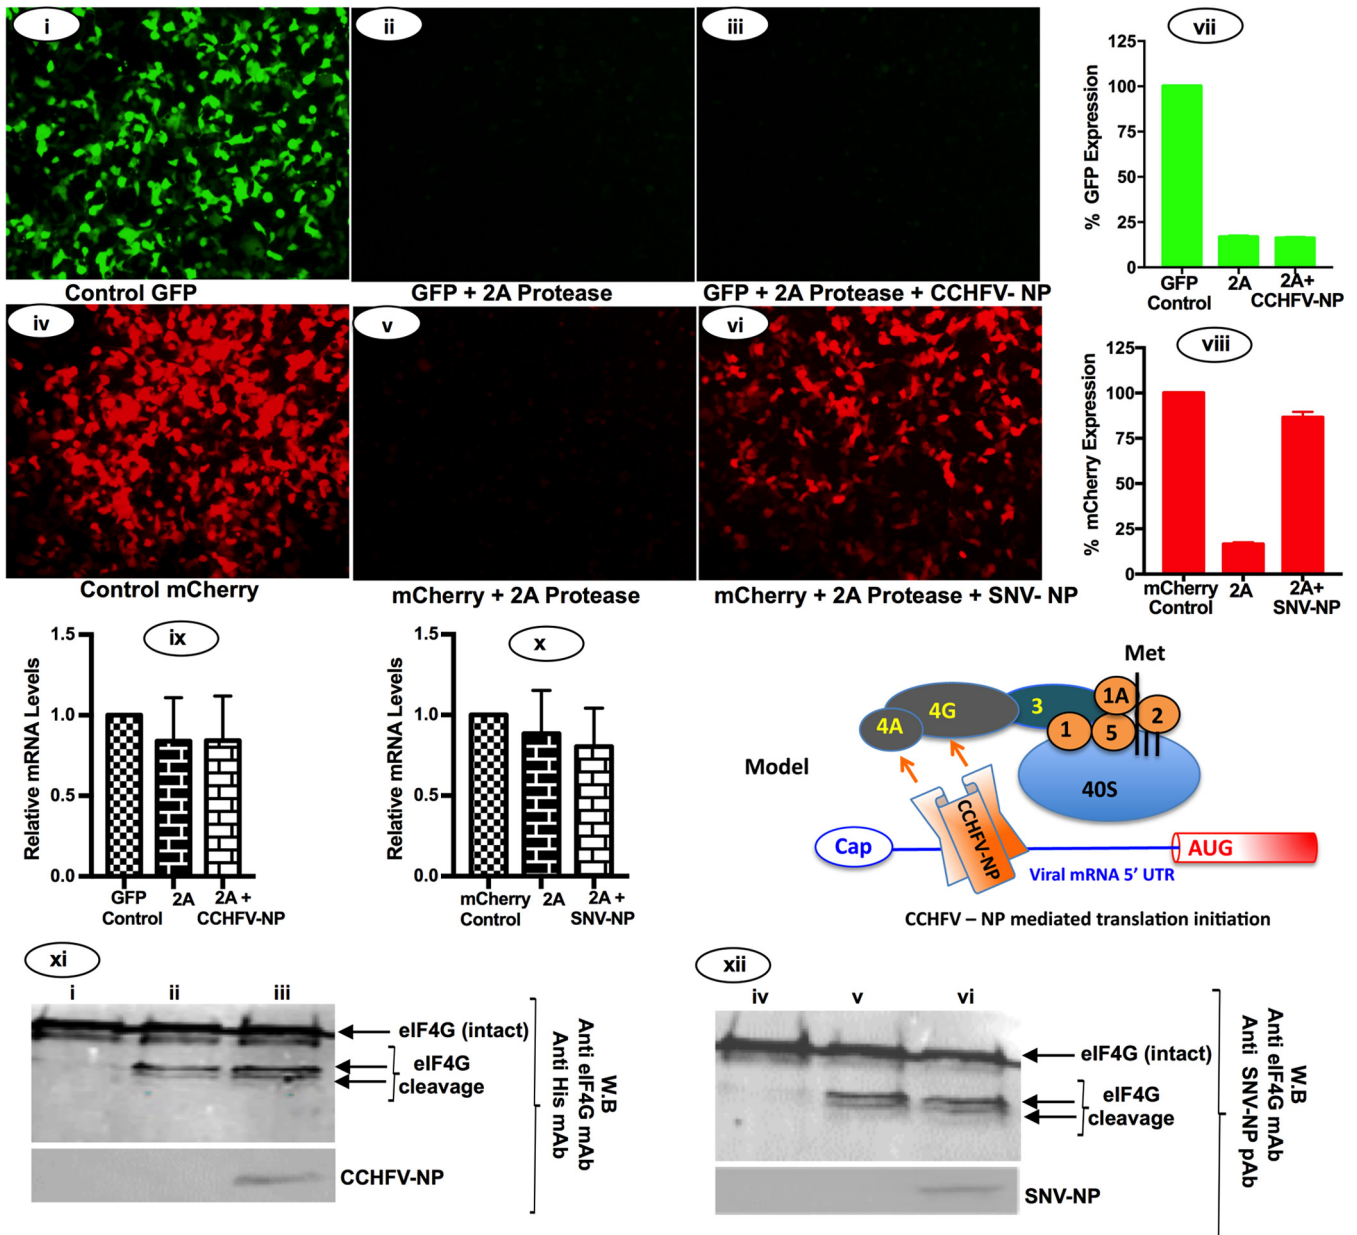 i
ii
iii
Control GFP
GFP + 2A Protease
GFP + 2A Protease + CCHFV- NP
vii
% GFP Expression
125
100
75
50
25
0
GFP Control
2A
2A+ CCHFV-NP
iv
v
vi
Control mCherry
mCherry + 2A Protease
mCherry + 2A Protease + SNV- NP
viii
% mCherry Expression
125
100
75
50
25
0
mCherry Control
2A
2A+ SNV-NP
ix
Relative mRNA Levels
1.5
1.0
0.5
0.0
GFP Control
2A
2A + CCHFV-NP
x
Relative mRNA Levels
1.5
1.0
0.5
0.0
mCherry Control
2A
2A + SNV-NP
Model
Met
4A
4G
3
1A
1
5
2
40S
CCHFV-NP
Cap
AUG
Viral mRNA 5’ UTR
CCHFV – NP mediated translation initiation
xi
i
ii
iii
eIF4G (intact)
eIF4G
cleavage
CCHFV-NP
W.B
Anti eIF4G mAb
Anti His mAb
xii
iv
v
vi
eIF4G (intact)
eIF4G
cleavage
SNV-NP
W.B
Anti eIF4G mAb
Anti SNV-NP pAb